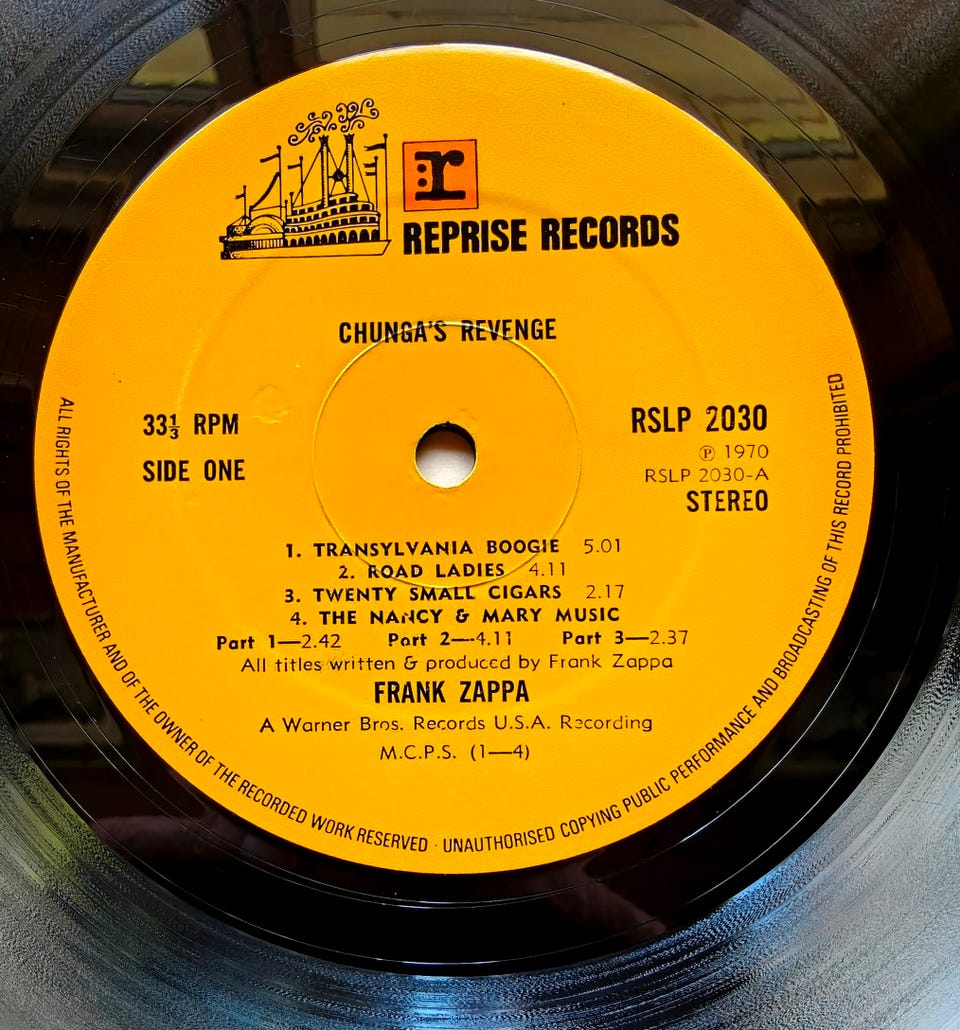 r
REPRISE RECORDS
CHUNGA'S REVENGE
33⅓ RPM
SIDE ONE
RSLP 2030
℗ 1970
RSLP 2030-A
STEREO
1. TRANSYLVANIA BOOGIE 5.01
2. ROAD LADIES 4.11
3. TWENTY SMALL CIGARS 2.17
4. THE NANCY & MARY MUSIC
Part 1—2.42 Part 2—4.11 Part 3—2.37
All titles written & produced by Frank Zappa
FRANK ZAPPA
A Warner Bros. Records U.S.A. Recording
M.C.P.S. (1—4)
ALL RIGHTS OF THE MANUFACTURER AND OF THE OWNER OF THE RECORDED WORK RESERVED · UNAUTHORISED COPYING PUBLIC PERFORMANCE AND BROADCASTING OF THIS RECORD PROHIBITED